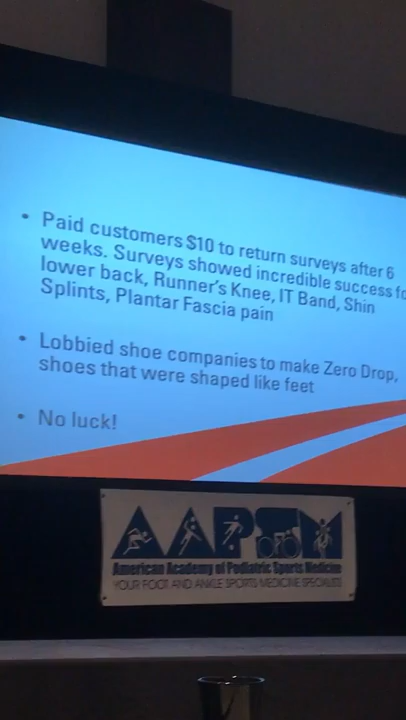 • Paid customers $10 to return surveys after 6
weeks. Surveys showed incredible success fo
lower back, Runner's Knee, IT Band, Shin
Splints, Plantar Fascia pain
• Lobbied shoe companies to make Zero Drop,
shoes that were shaped like feet
• No luck!
AAPSM
American Academy of Podiatric Sports Medicine
YOUR FOOT AND ANKLE SPORTS MEDICINE SPECIALISTS